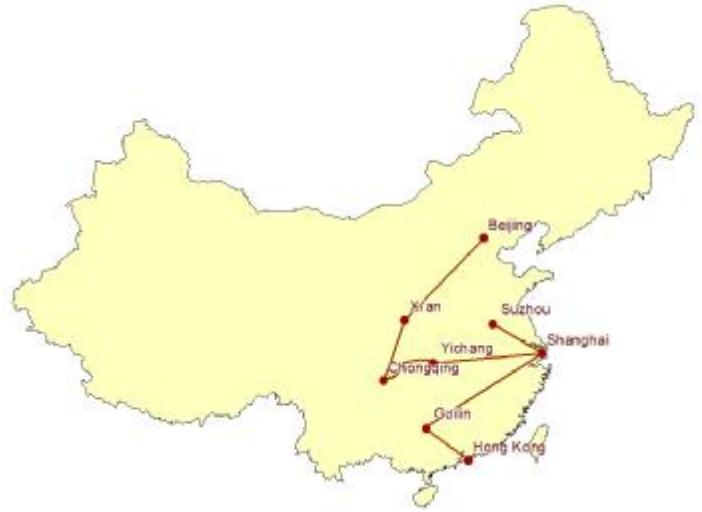 Beijing
Xi'an
Suzhou
Shanghai
Yichang
Chongqing
Guilin
Hong Kong